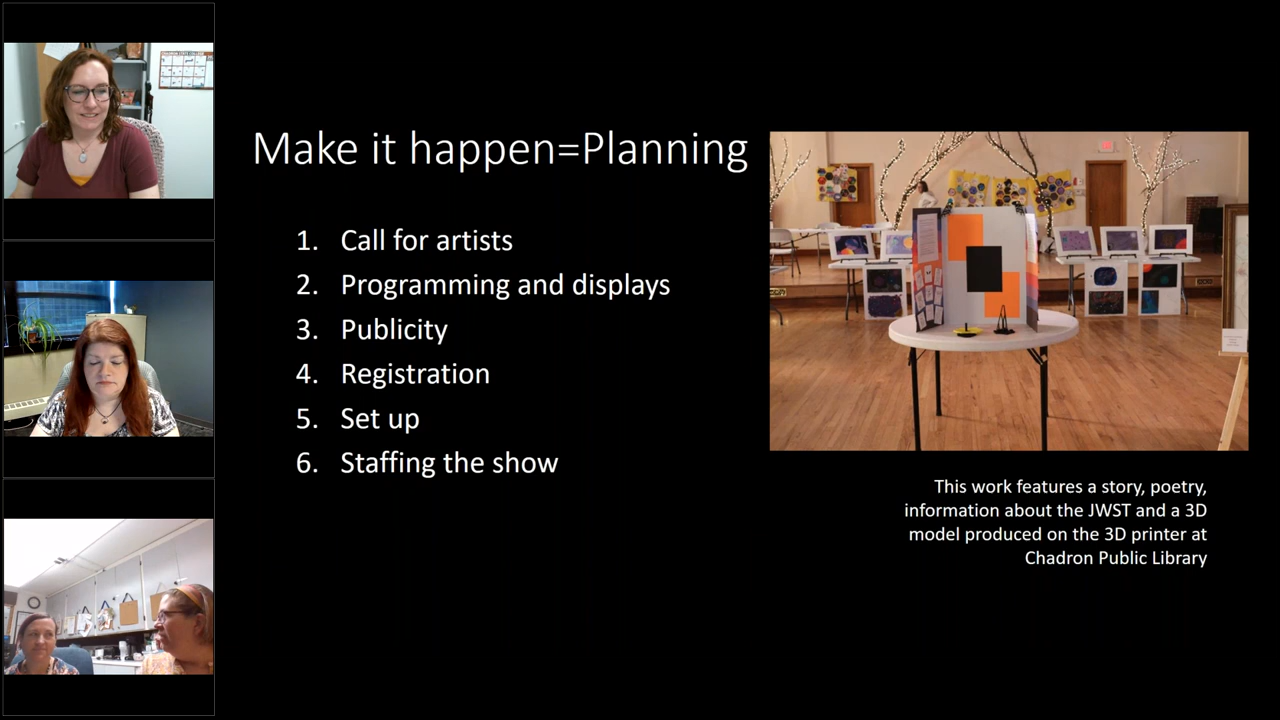 Make it happen=Planning
1. Call for artists
2. Programming and displays
3. Publicity
4. Registration
5. Set up
6. Staffing the show
This work features a story, poetry,
information about the JWST and a 3D
model produced on the 3D printer at
Chadron Public Library